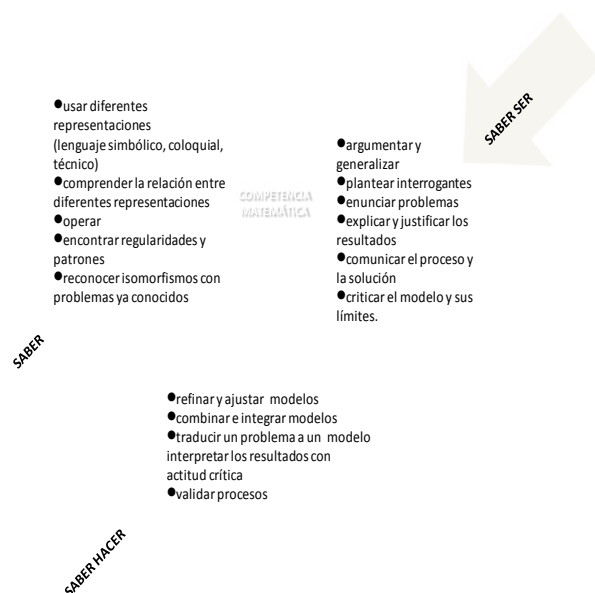 ●usar diferentes
representaciones
(lenguaje simbólico, coloquial,
técnico)
●comprender la relación entre
diferentes representaciones
●operar
●encontrar regularidades y
patrones
●reconocer isomorfismos con
problemas ya conocidos
COMPETENCIA
MATEMÁTICA
SABER SER
●argumentar y
generalizar
●plantear interrogantes
●enunciar problemas
●explicar y justificar los
resultados
●comunicar el proceso y
la solución
●criticar el modelo y sus
límites.
SABER
●refinar y ajustar modelos
●combinar e integrar modelos
●traducir un problema a un modelo
interpretar los resultados con
actitud crítica
●validar procesos
SABER HACER